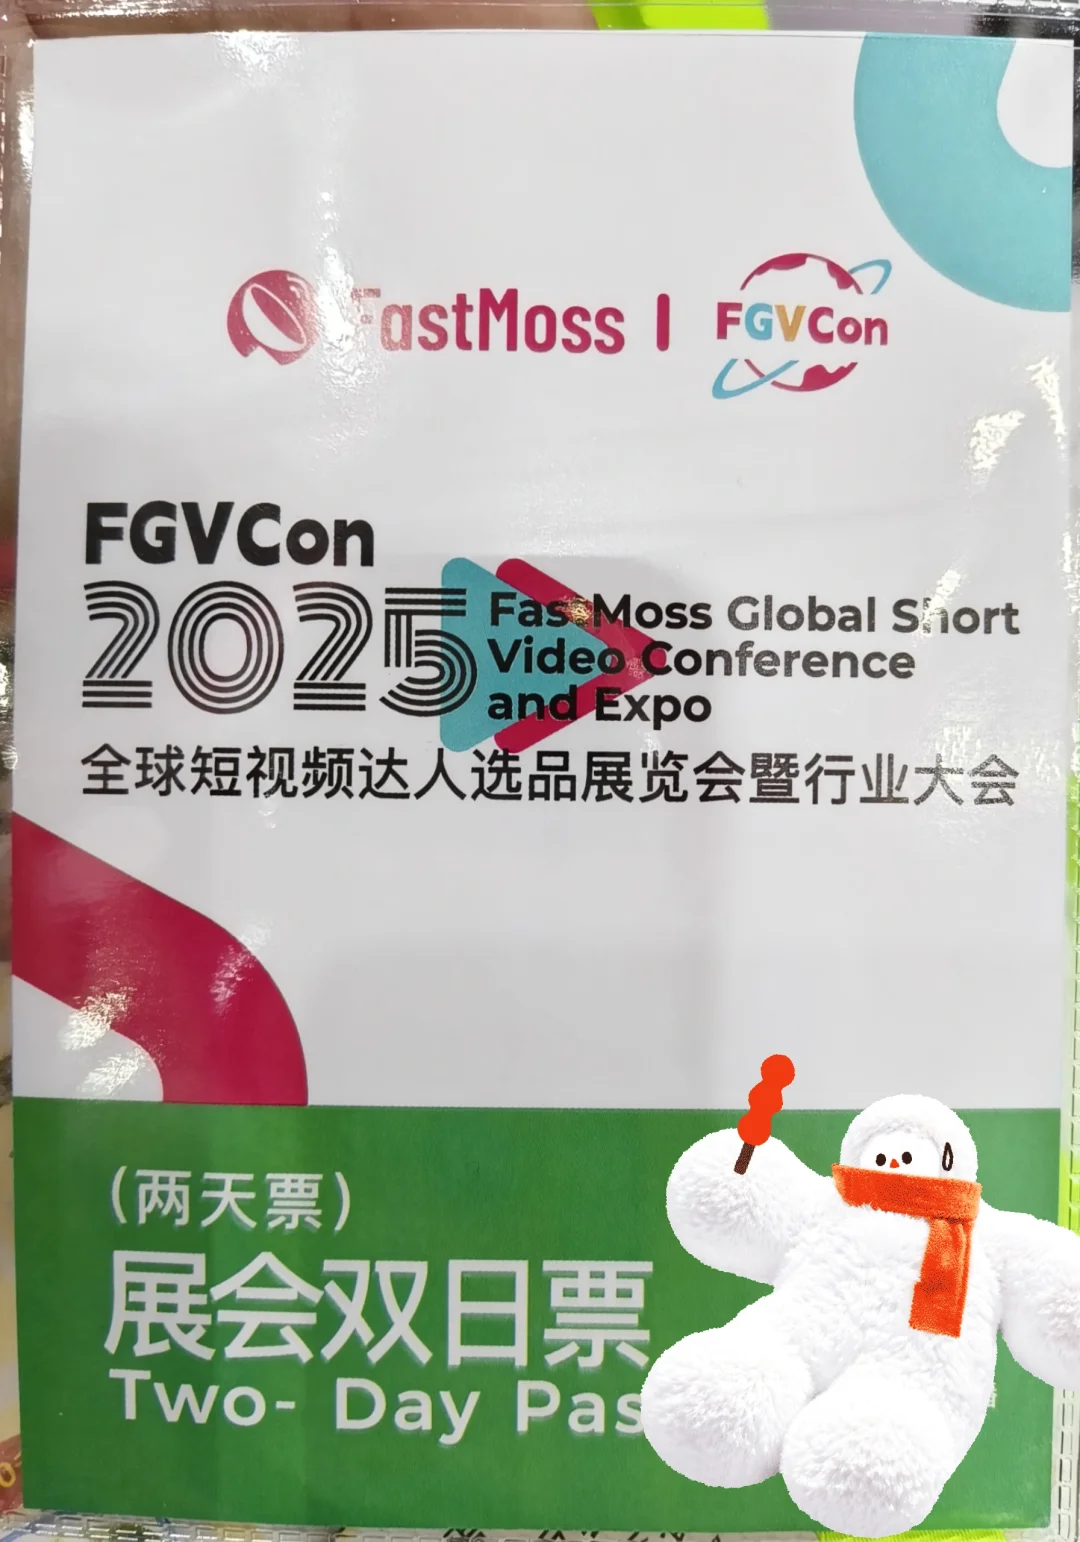 FastMoss | FGVCon
FGVCon
2025
FastMoss Global Short
Video Conference
and Expo
全球短视频达人选品展览会暨行业大会
(两天票)
展会双日票
Two- Day Pas